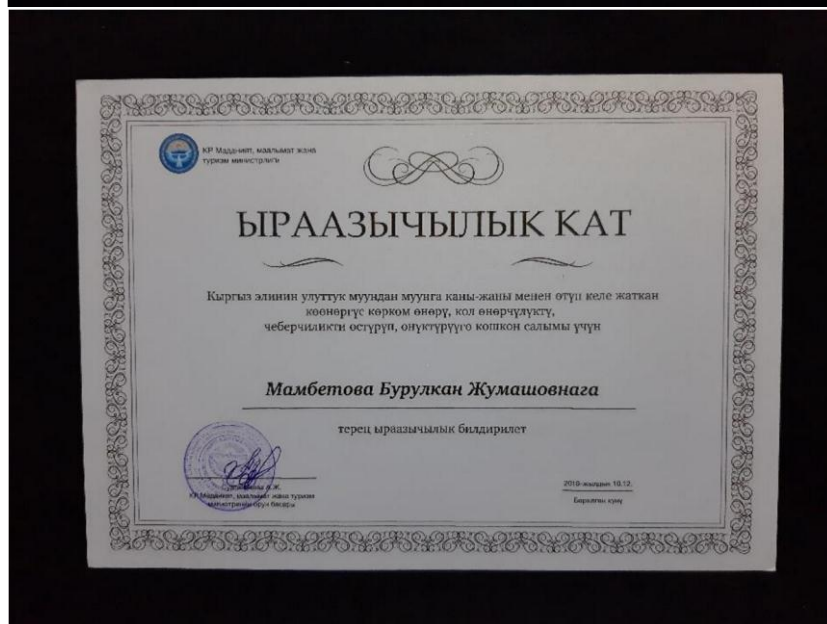 КР Маданият, маалымат жана
туризм министрлиги
ЫРААЗЫЧЫЛЫК КАТ
Кыргыз элинин улуттук муундан муунга каны-жаны менен өтүп келе жаткан
көөнөргүс көркөм өнөрү, кол өнөрчүлүктү,
чеберчиликти өстүрүп, өнүктүрүүгө кошкон салымы үчүн
Мамбетова Бурулкан Жумашовнага
терең ыраазычылык билдирилет
А.Ж.
КР Маданият, маалымат жана туризм
министринин орун басары
2018-жылдын 10.12.
Берилген күнү